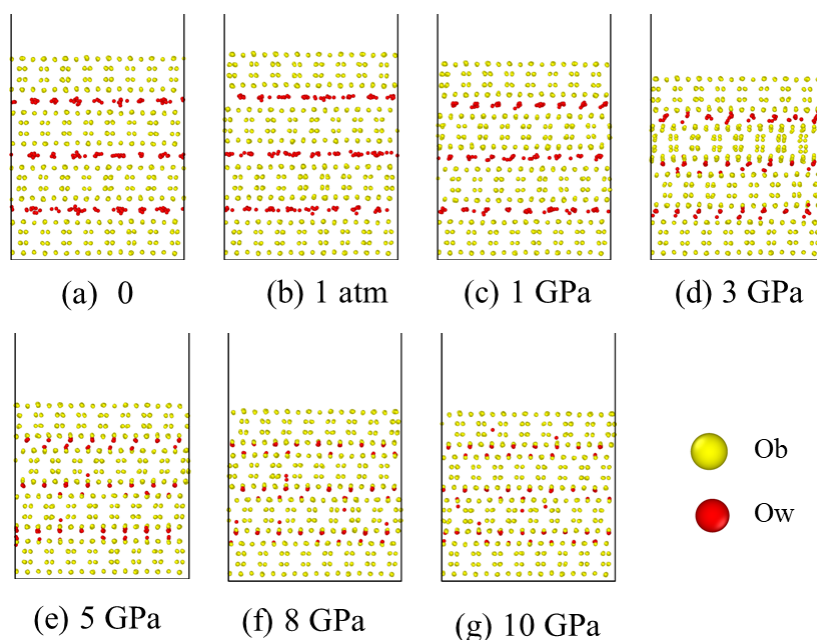 (a) 0
(b) 1 atm
(c) 1 GPa
(d) 3 GPa
Ob
Ow
(e) 5 GPa
(f) 8 GPa
(g) 10 GPa